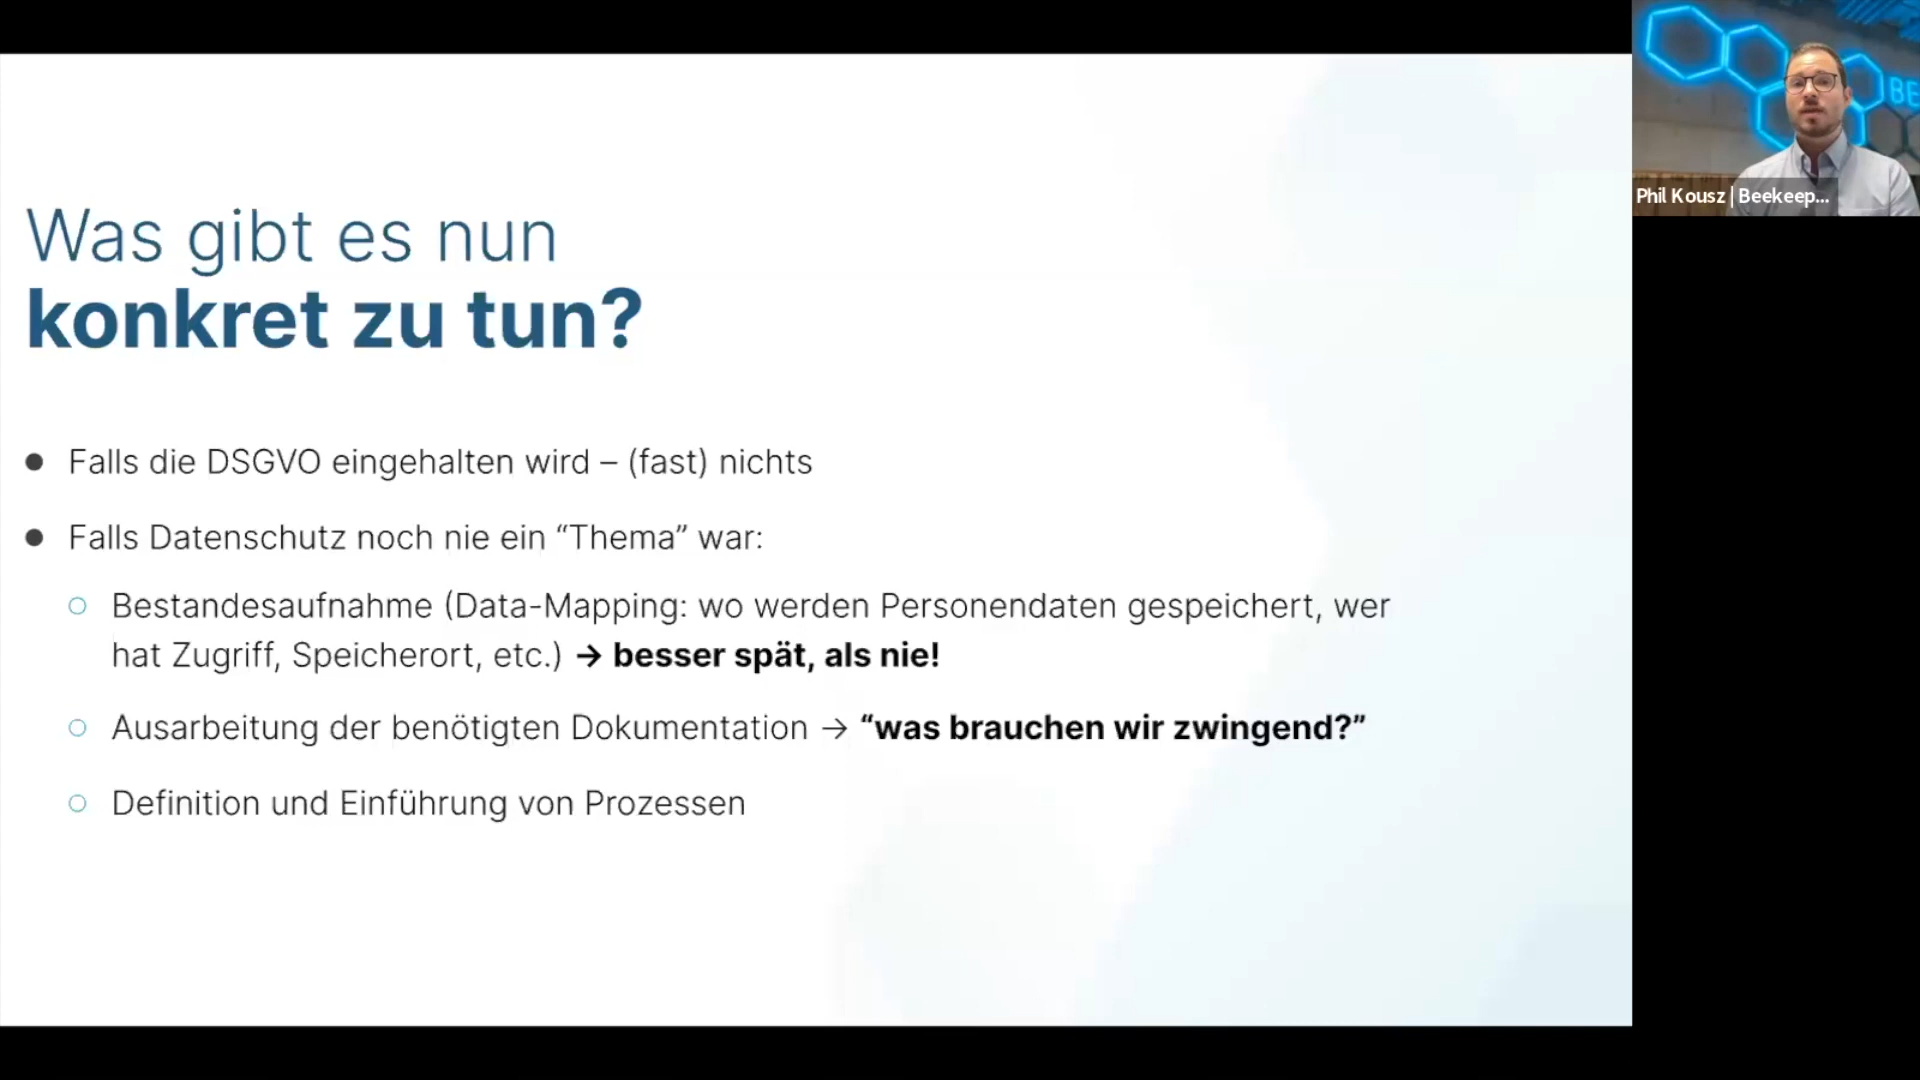 Was gibt es nun
konkret zu tun?
● Falls die DSGVO eingehalten wird – (fast) nichts
● Falls Datenschutz noch nie ein “Thema” war:
○ Bestandesaufnahme (Data-Mapping: wo werden Personendaten gespeichert, wer
hat Zugriff, Speicherort, etc.) → besser spät, als nie!
○ Ausarbeitung der benötigten Dokumentation → “was brauchen wir zwingend?”
○ Definition und Einführung von Prozessen
BE
Phil Kousz | Beekeep...